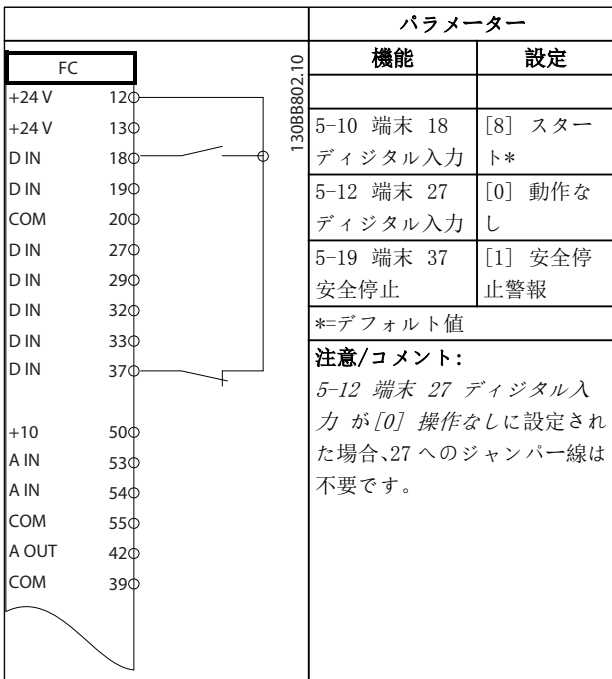 FC
+24 V 12
+24 V 13
D IN 18
D IN 19
COM 20
D IN 27
D IN 29
D IN 32
D IN 33
D IN 37
+10 50
A IN 53
A IN 54
COM 55
A OUT 42
COM 39
130BB802.10
パラメーター
機能 設定
5-10 端末 18 [8] スター
ディジタル入力 ト*
5-12 端末 27 [0] 動作な
ディジタル入力 し
5-19 端末 37 [1] 安全停
安全停止 止警報
*=デフォルト値
注意/コメント:
5-12 端末 27 ディジタル入
力 が[0] 操作なしに設定され
た場合、27 へのジャンパー線は
不要です。